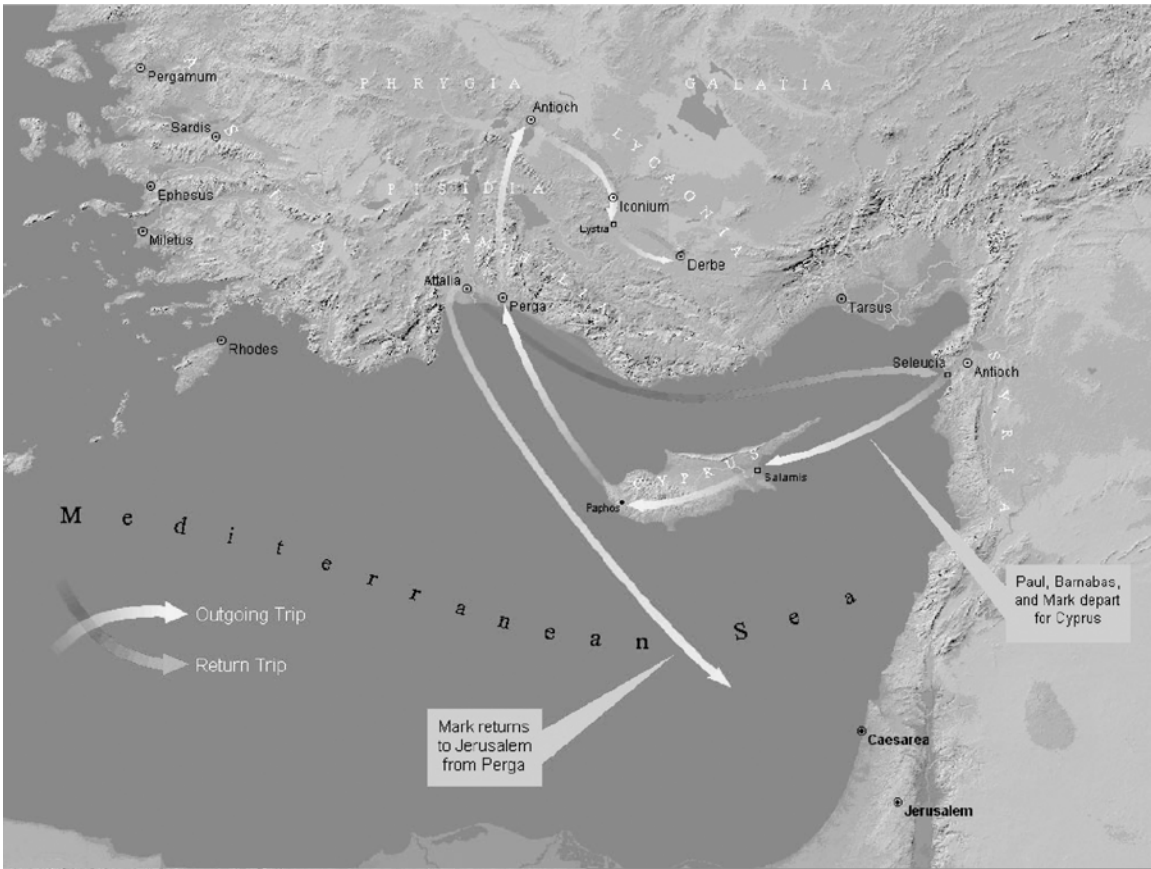 Pergamum
ASIA
PHRYGIA
GALATIA
Antioch
Sardis
LYCAONIA
Ephesus
PISIDIA
Iconium
Miletus
Lystra
Derbe
Attalia
Perga
Tarsus
Rhodes
Seleucia
Antioch
SYRIA
CYPRUS
Salamis
Paphos
Mediterranean Sea
Paul, Barnabas,
and Mark depart
for Cyprus
Outgoing Trip
Return Trip
Mark returns
to Jerusalem
from Perga
Caesarea
Jerusalem